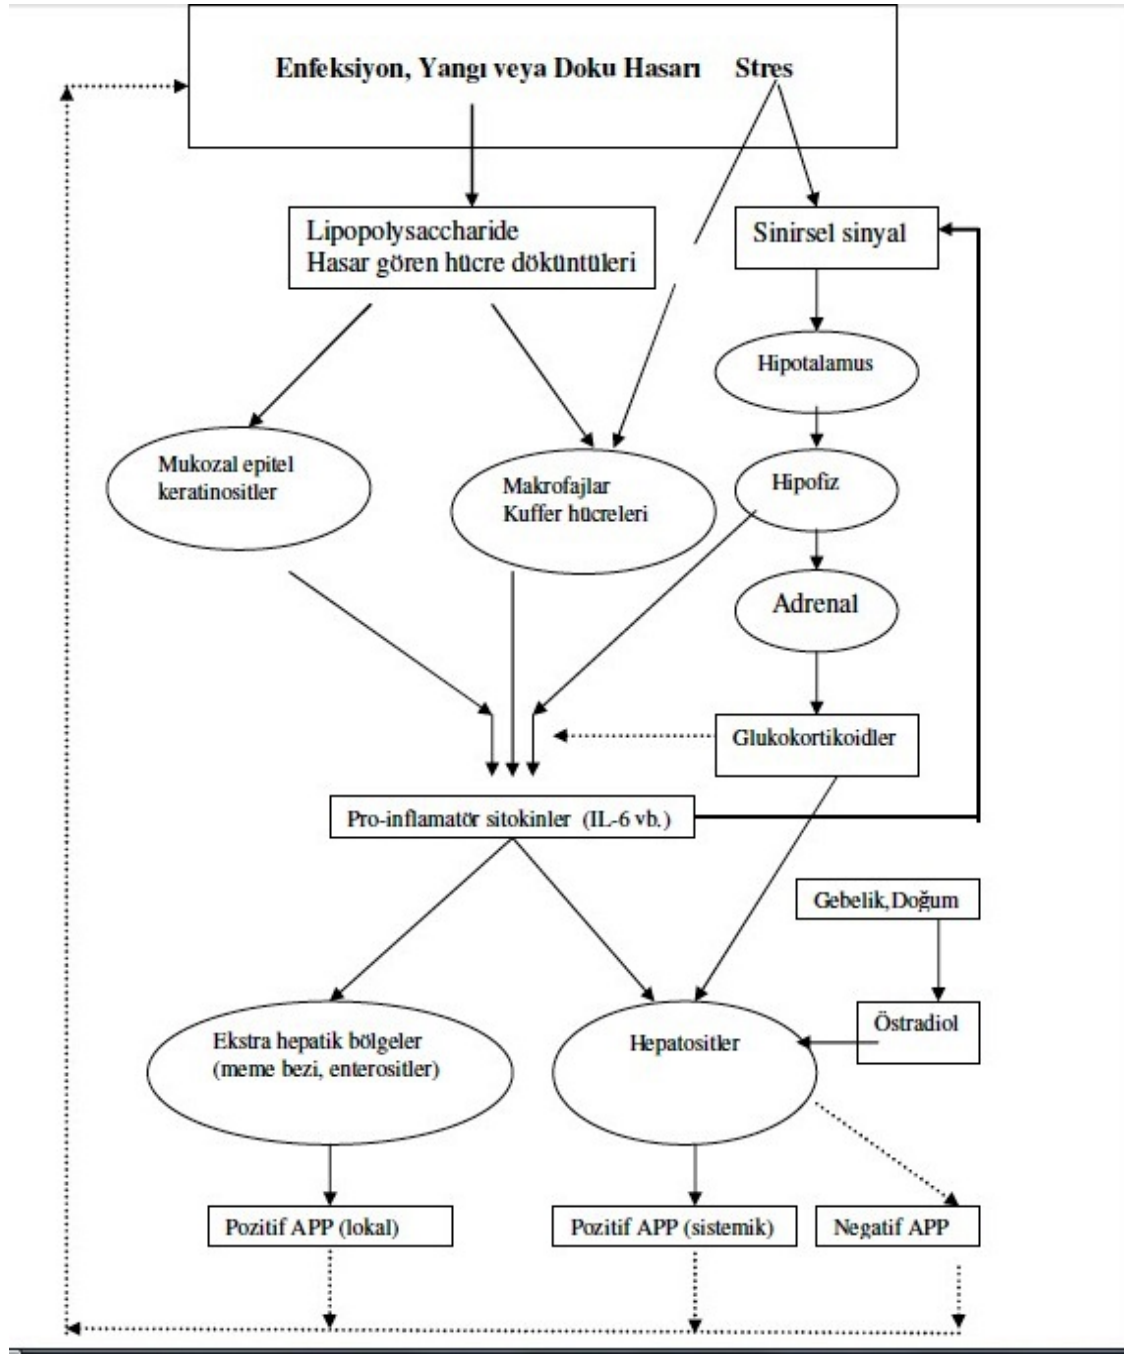 Enfeksiyon, Yangı veya Doku Hasarı Stres
Lipopolysaccharide
Hasar gören hücre döküntüleri
Sinirsel sinyal
Hipotalamus
Mukozal epitel
keratinositler
Makrofajlar
Kuffer hücreleri
Hipofiz
Adrenal
Glukokortikoidler
Pro-inflamatör sitokinler (IL-6 vb.)
Gebelik,Doğum
Östradiol
Ekstra hepatik bölgeler
(meme bezi, enterositler)
Hepatositler
Pozitif APP (lokal)
Pozitif APP (sistemik)
Negatif APP